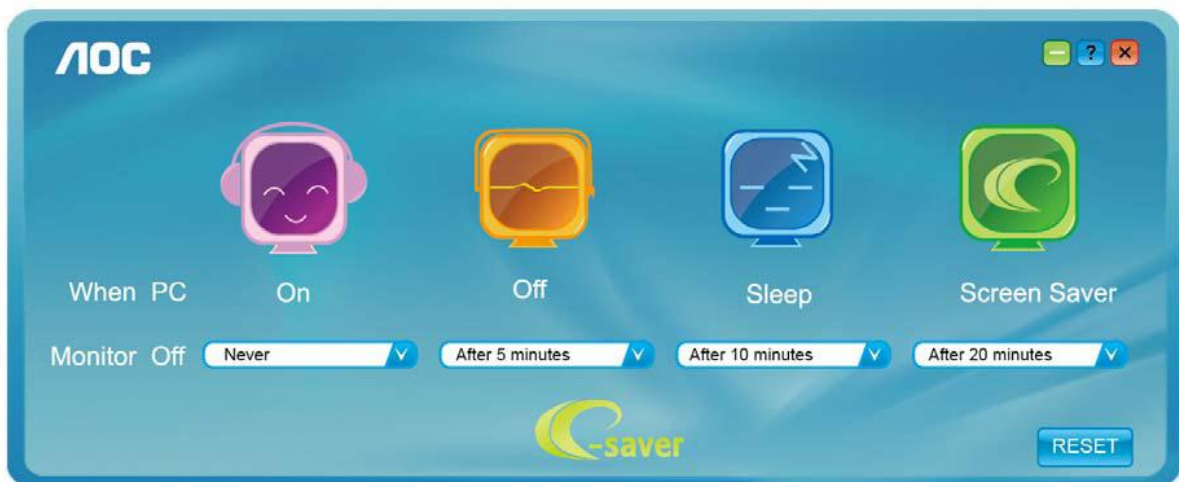 AOC
?
When PC On Off Sleep Screen Saver
Monitor Off Never After 5 minutes After 10 minutes After 20 minutes
e-saver
RESET